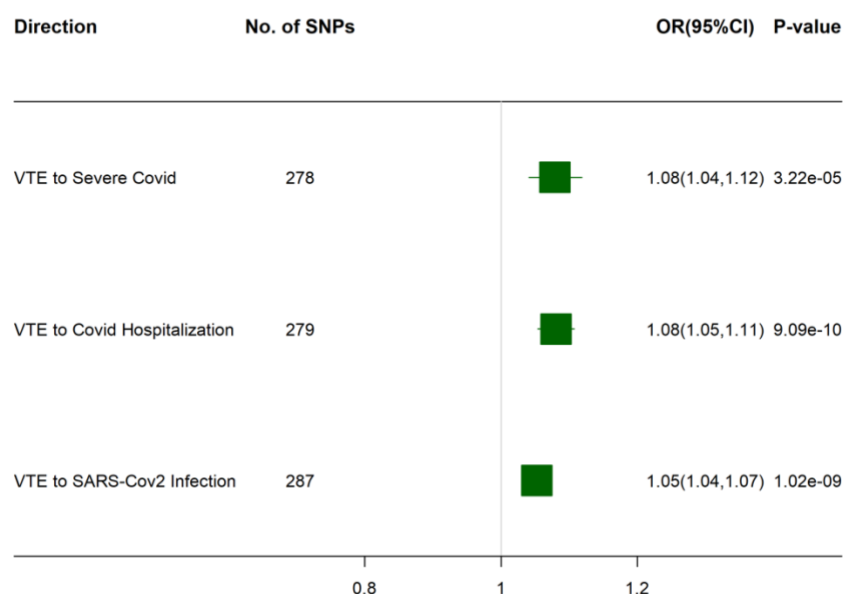 Direction No. of SNPs OR(95%CI) P-value
VTE to Severe Covid 278 1.08(1.04,1.12) 3.22e-05
VTE to Covid Hospitalization 279 1.08(1.05,1.11) 9.09e-10
VTE to SARS-Cov2 Infection 287 1.05(1.04,1.07) 1.02e-09
0.8 1 1.2